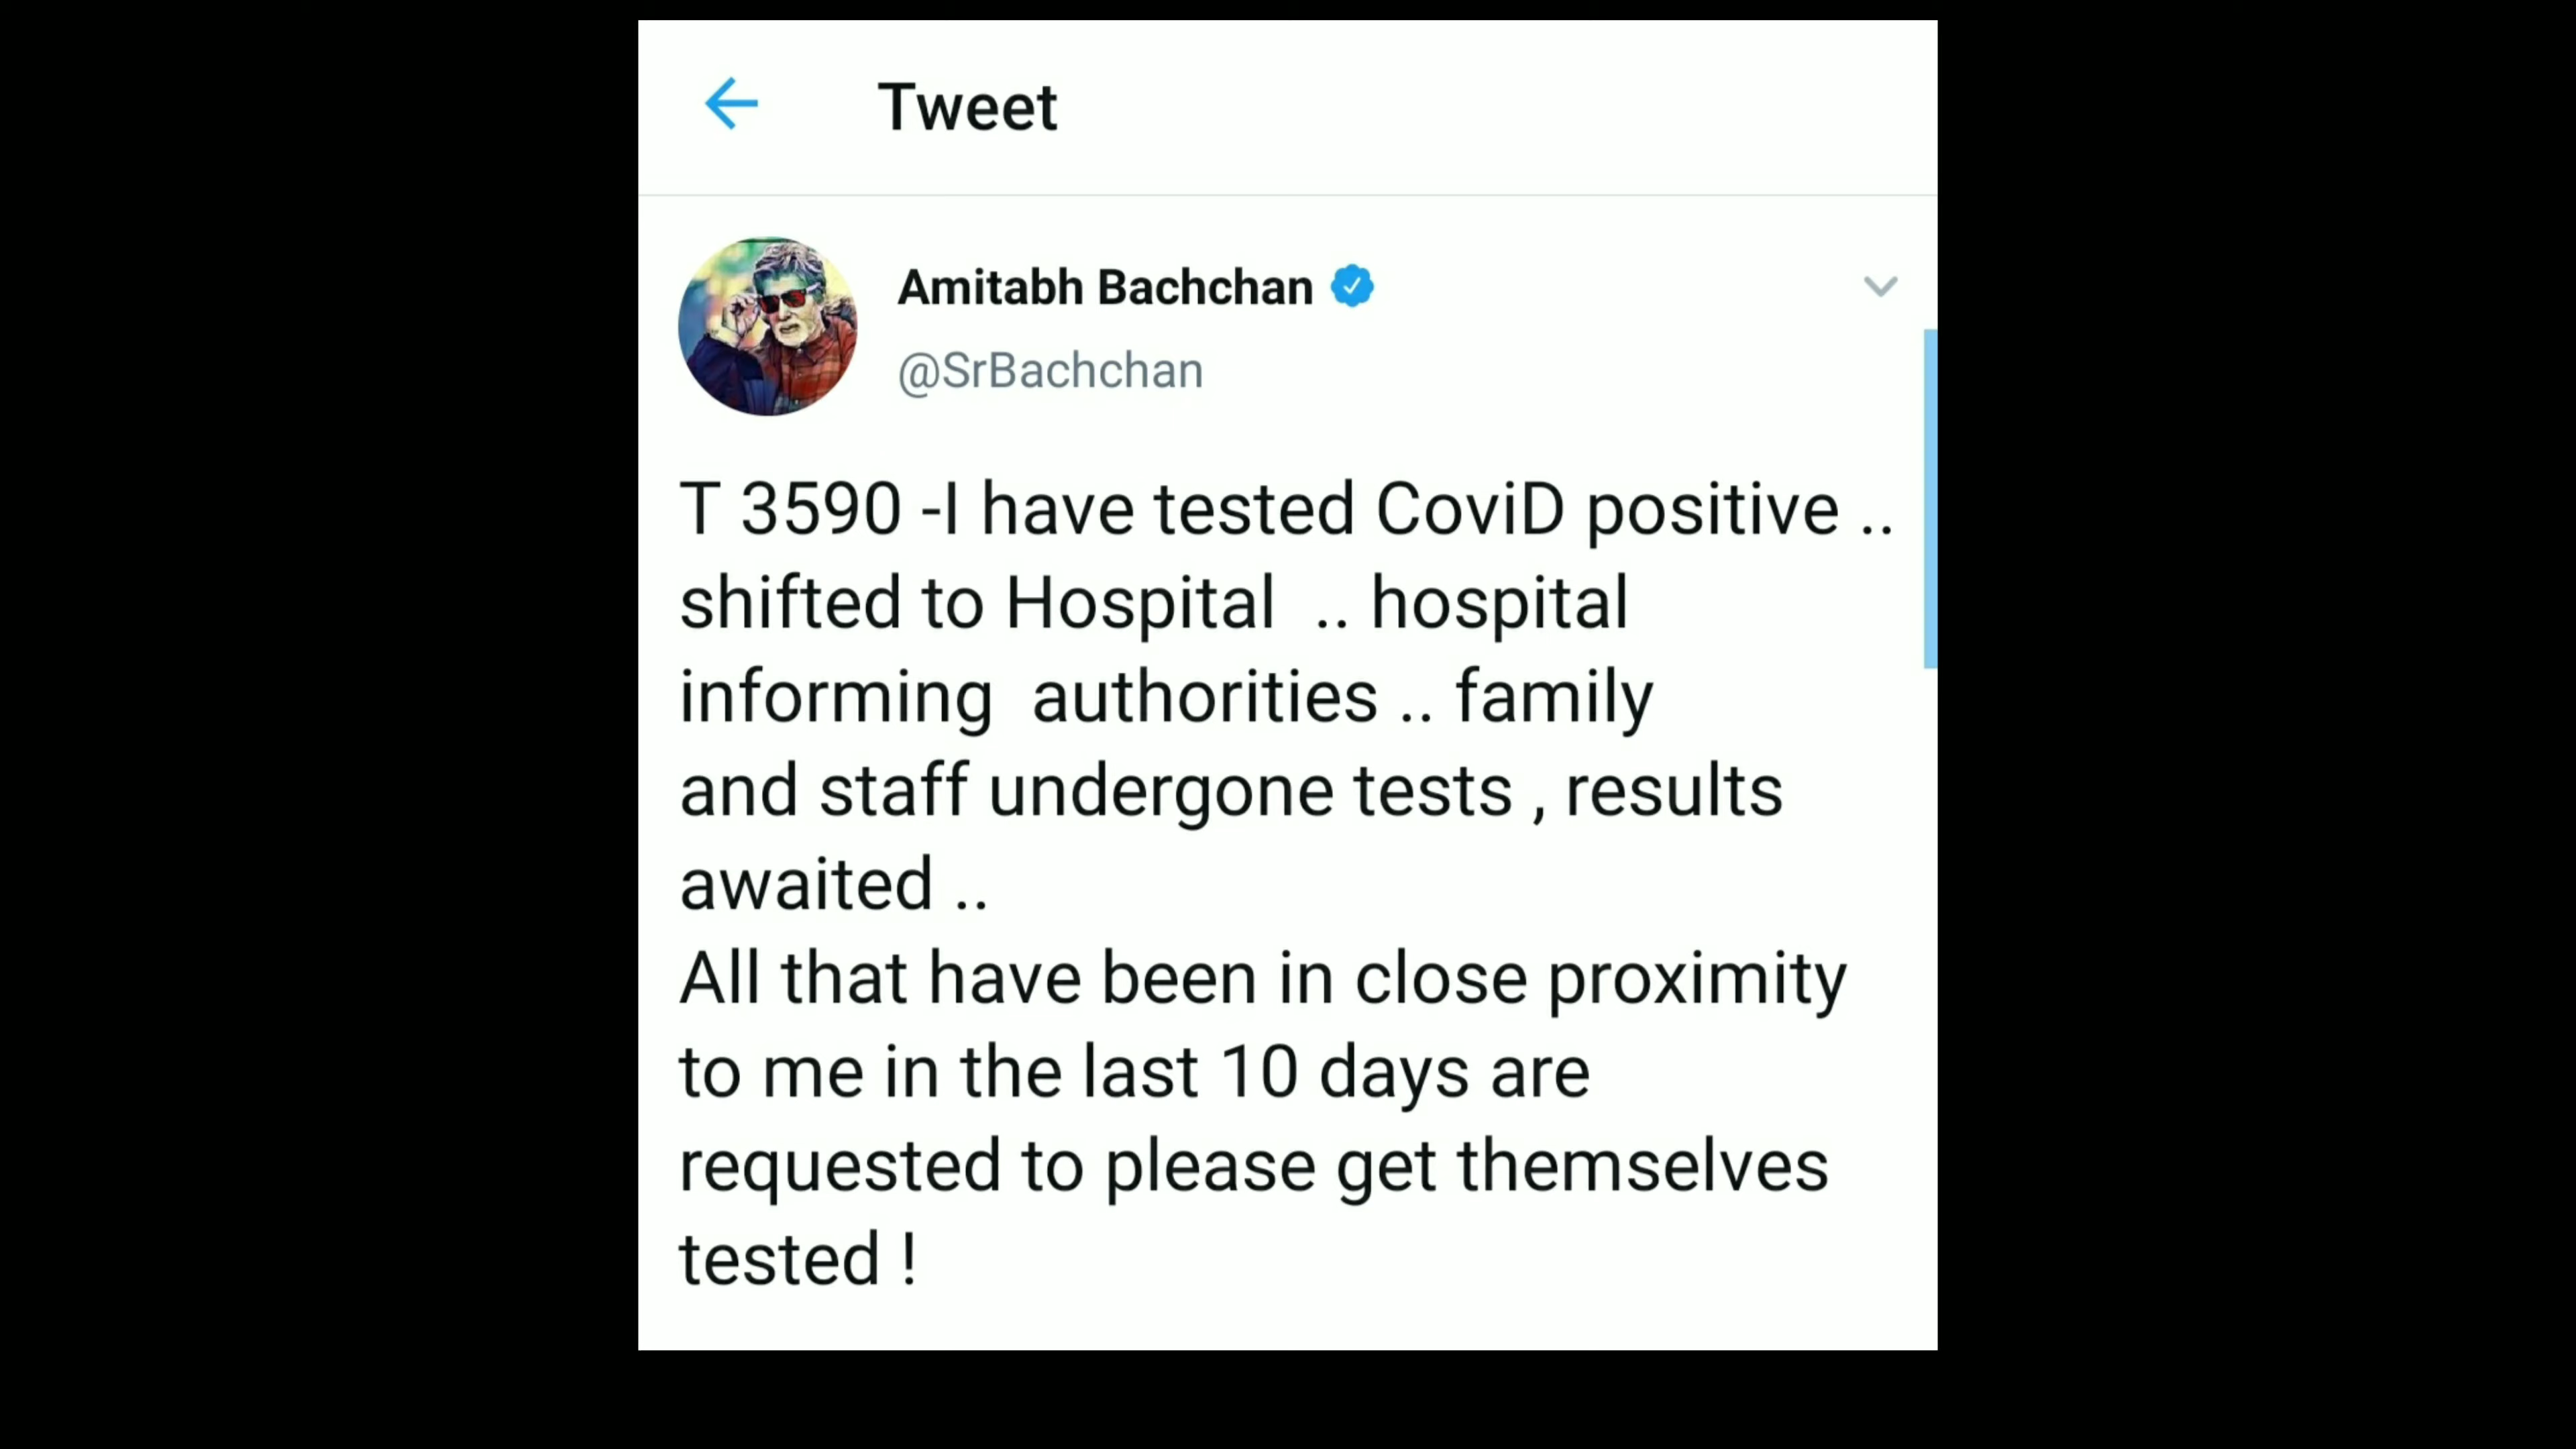 Tweet
Amitabh Bachchan
@SrBachchan
T 3590 -I have tested CoviD positive ..
shifted to Hospital  .. hospital
informing  authorities .. family
and staff undergone tests , results
awaited ..
All that have been in close proximity
to me in the last 10 days are
requested to please get themselves
tested !